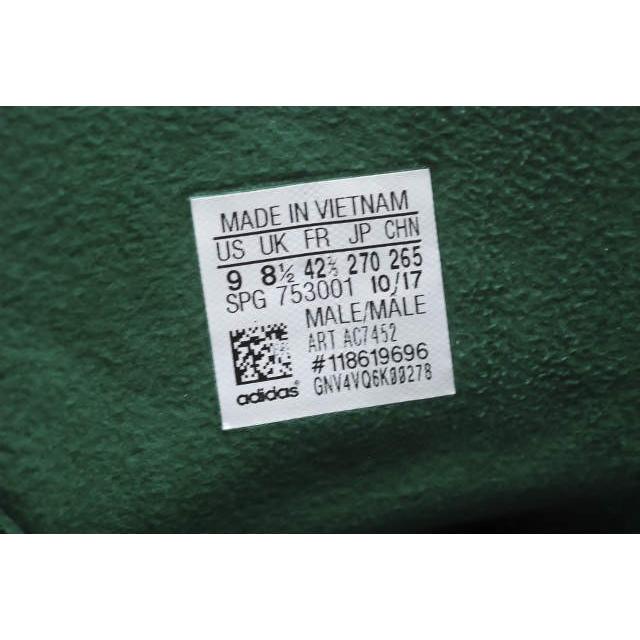 MADE IN VIETNAM
US UK FR JP CHN
9 8½ 42⅔ 270 265
SPG 753001 10/17
MALE/MALE
ART AC7452
#118619696
adidas GNV4VQ6K00278